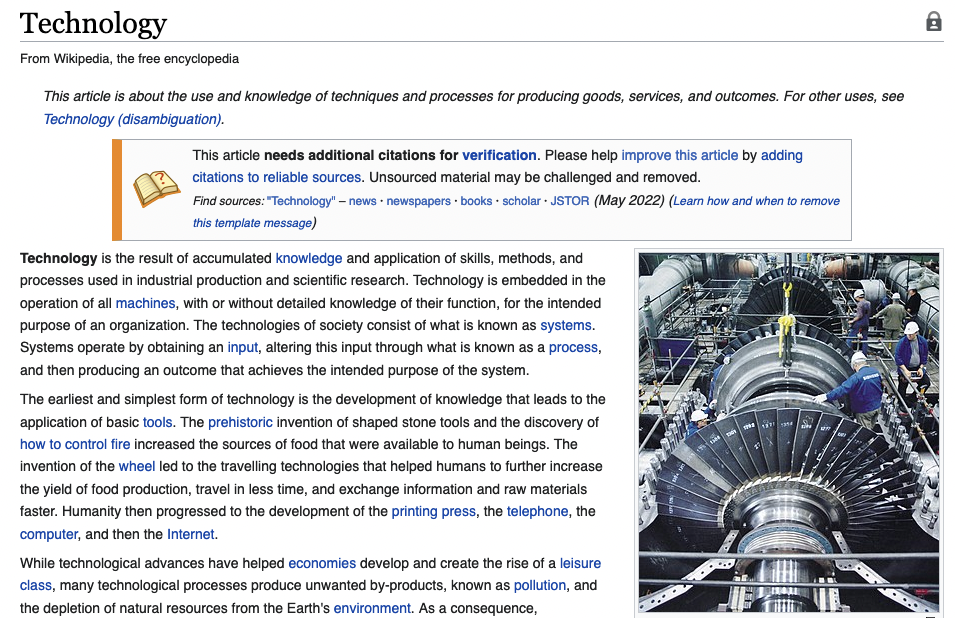 Technology
From Wikipedia, the free encyclopedia
This article is about the use and knowledge of techniques and processes for producing goods, services, and outcomes. For other uses, see
Technology (disambiguation).
This article needs additional citations for verification. Please help improve this article by adding
citations to reliable sources. Unsourced material may be challenged and removed.
Find sources: "Technology" – news · newspapers · books · scholar · JSTOR (May 2022) (Learn how and when to remove
this template message)
Technology is the result of accumulated knowledge and application of skills, methods, and
processes used in industrial production and scientific research. Technology is embedded in the
operation of all machines, with or without detailed knowledge of their function, for the intended
purpose of an organization. The technologies of society consist of what is known as systems.
Systems operate by obtaining an input, altering this input through what is known as a process,
and then producing an outcome that achieves the intended purpose of the system.
The earliest and simplest form of technology is the development of knowledge that leads to the
application of basic tools. The prehistoric invention of shaped stone tools and the discovery of
how to control fire increased the sources of food that were available to human beings. The
invention of the wheel led to the travelling technologies that helped humans to further increase
the yield of food production, travel in less time, and exchange information and raw materials
faster. Humanity then progressed to the development of the printing press, the telephone, the
computer, and then the Internet.
While technological advances have helped economies develop and create the rise of a leisure
class, many technological processes produce unwanted by-products, known as pollution, and
the depletion of natural resources from the Earth's environment. As a consequence,